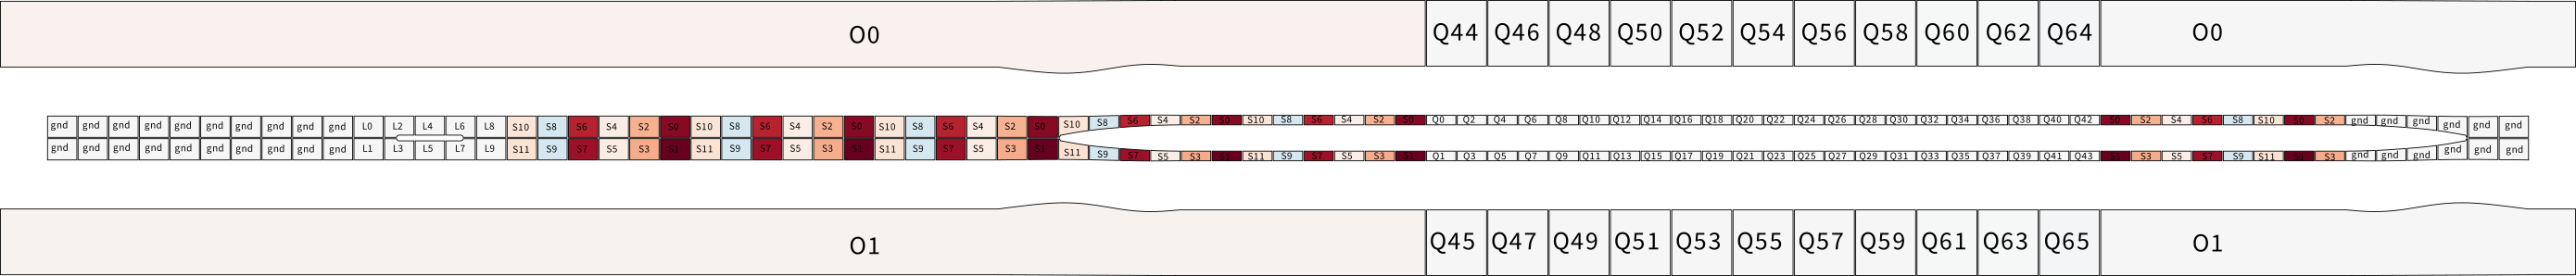 O0 Q44 Q46 Q48 Q50 Q52 Q54 Q56 Q58 Q60 Q62 Q64 O0
gnd gnd gnd gnd gnd gnd gnd gnd gnd gnd L0 L2 L4 L6 L8 S10 S8 S6 S4 S2 S0 S10 S8 S6 S4 S2 S0 S10 S8 S6 S4 S2 S0 S10 S8 S6 S4 S2 S0 S10 S8 S6 S4 S2 S0 Q0 Q2 Q4 Q6 Q8 Q10 Q12 Q14 Q16 Q18 Q20 Q22 Q24 Q26 Q28 Q30 Q32 Q34 Q36 Q38 Q40 Q42 S0 S2 S4 S6 S8 S10 S0 S2 gnd gnd gnd gnd gnd gnd
gnd gnd gnd gnd gnd gnd gnd gnd gnd gnd L1 L3 L5 L7 L9 S11 S9 S7 S5 S3 S1 S11 S9 S7 S5 S3 S1 S11 S9 S7 S5 S3 S1 S11 S9 S7 S5 S3 S1 S11 S9 S7 S5 S3 S1 Q1 Q3 Q5 Q7 Q9 Q11 Q13 Q15 Q17 Q19 Q21 Q23 Q25 Q27 Q29 Q31 Q33 Q35 Q37 Q39 Q41 Q43 S1 S3 S5 S7 S9 S11 S1 S3 gnd gnd gnd gnd gnd gnd
O1 Q45 Q47 Q49 Q51 Q53 Q55 Q57 Q59 Q61 Q63 Q65 O1